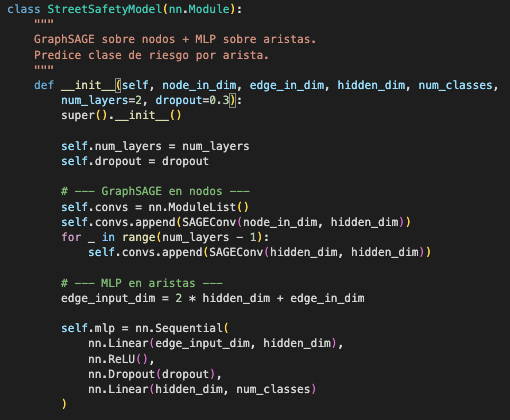 class StreetSafetyModel(nn.Module):
    """
    GraphSAGE sobre nodos + MLP sobre aristas.
    Predice clase de riesgo por arista.
    """
    def __init__(self, node_in_dim, edge_in_dim, hidden_dim, num_classes,
        num_layers=2, dropout=0.3):
        super().__init__()

        self.num_layers = num_layers
        self.dropout = dropout

        # --- GraphSAGE en nodos ---
        self.convs = nn.ModuleList()
        self.convs.append(SAGEConv(node_in_dim, hidden_dim))
        for _ in range(num_layers - 1):
            self.convs.append(SAGEConv(hidden_dim, hidden_dim))

        # --- MLP en aristas ---
        edge_input_dim = 2 * hidden_dim + edge_in_dim

        self.mlp = nn.Sequential(
            nn.Linear(edge_input_dim, hidden_dim),
            nn.ReLU(),
            nn.Dropout(dropout),
            nn.Linear(hidden_dim, num_classes)
        )